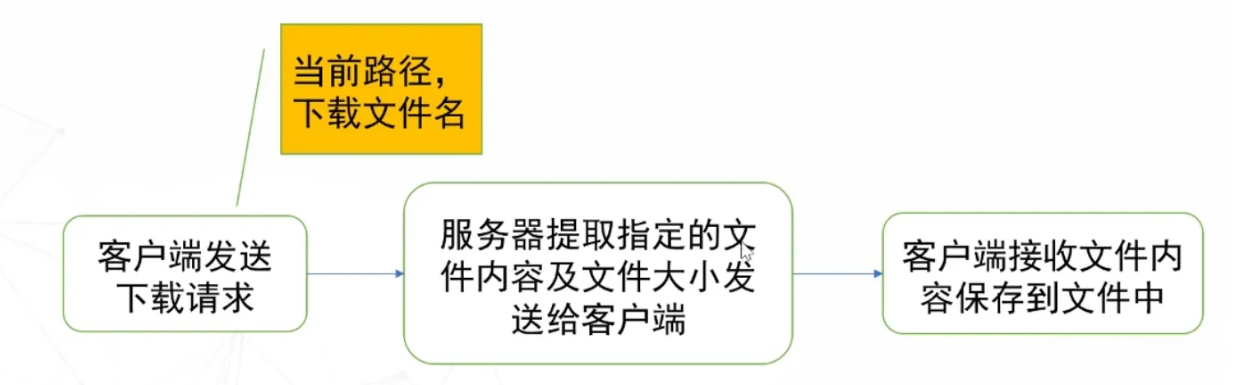 当前路径，
下载文件名
客户端发送
下载请求
服务器提取指定的文
件内容及文件大小发
送给客户端
客户端接收文件内
容保存到文件中